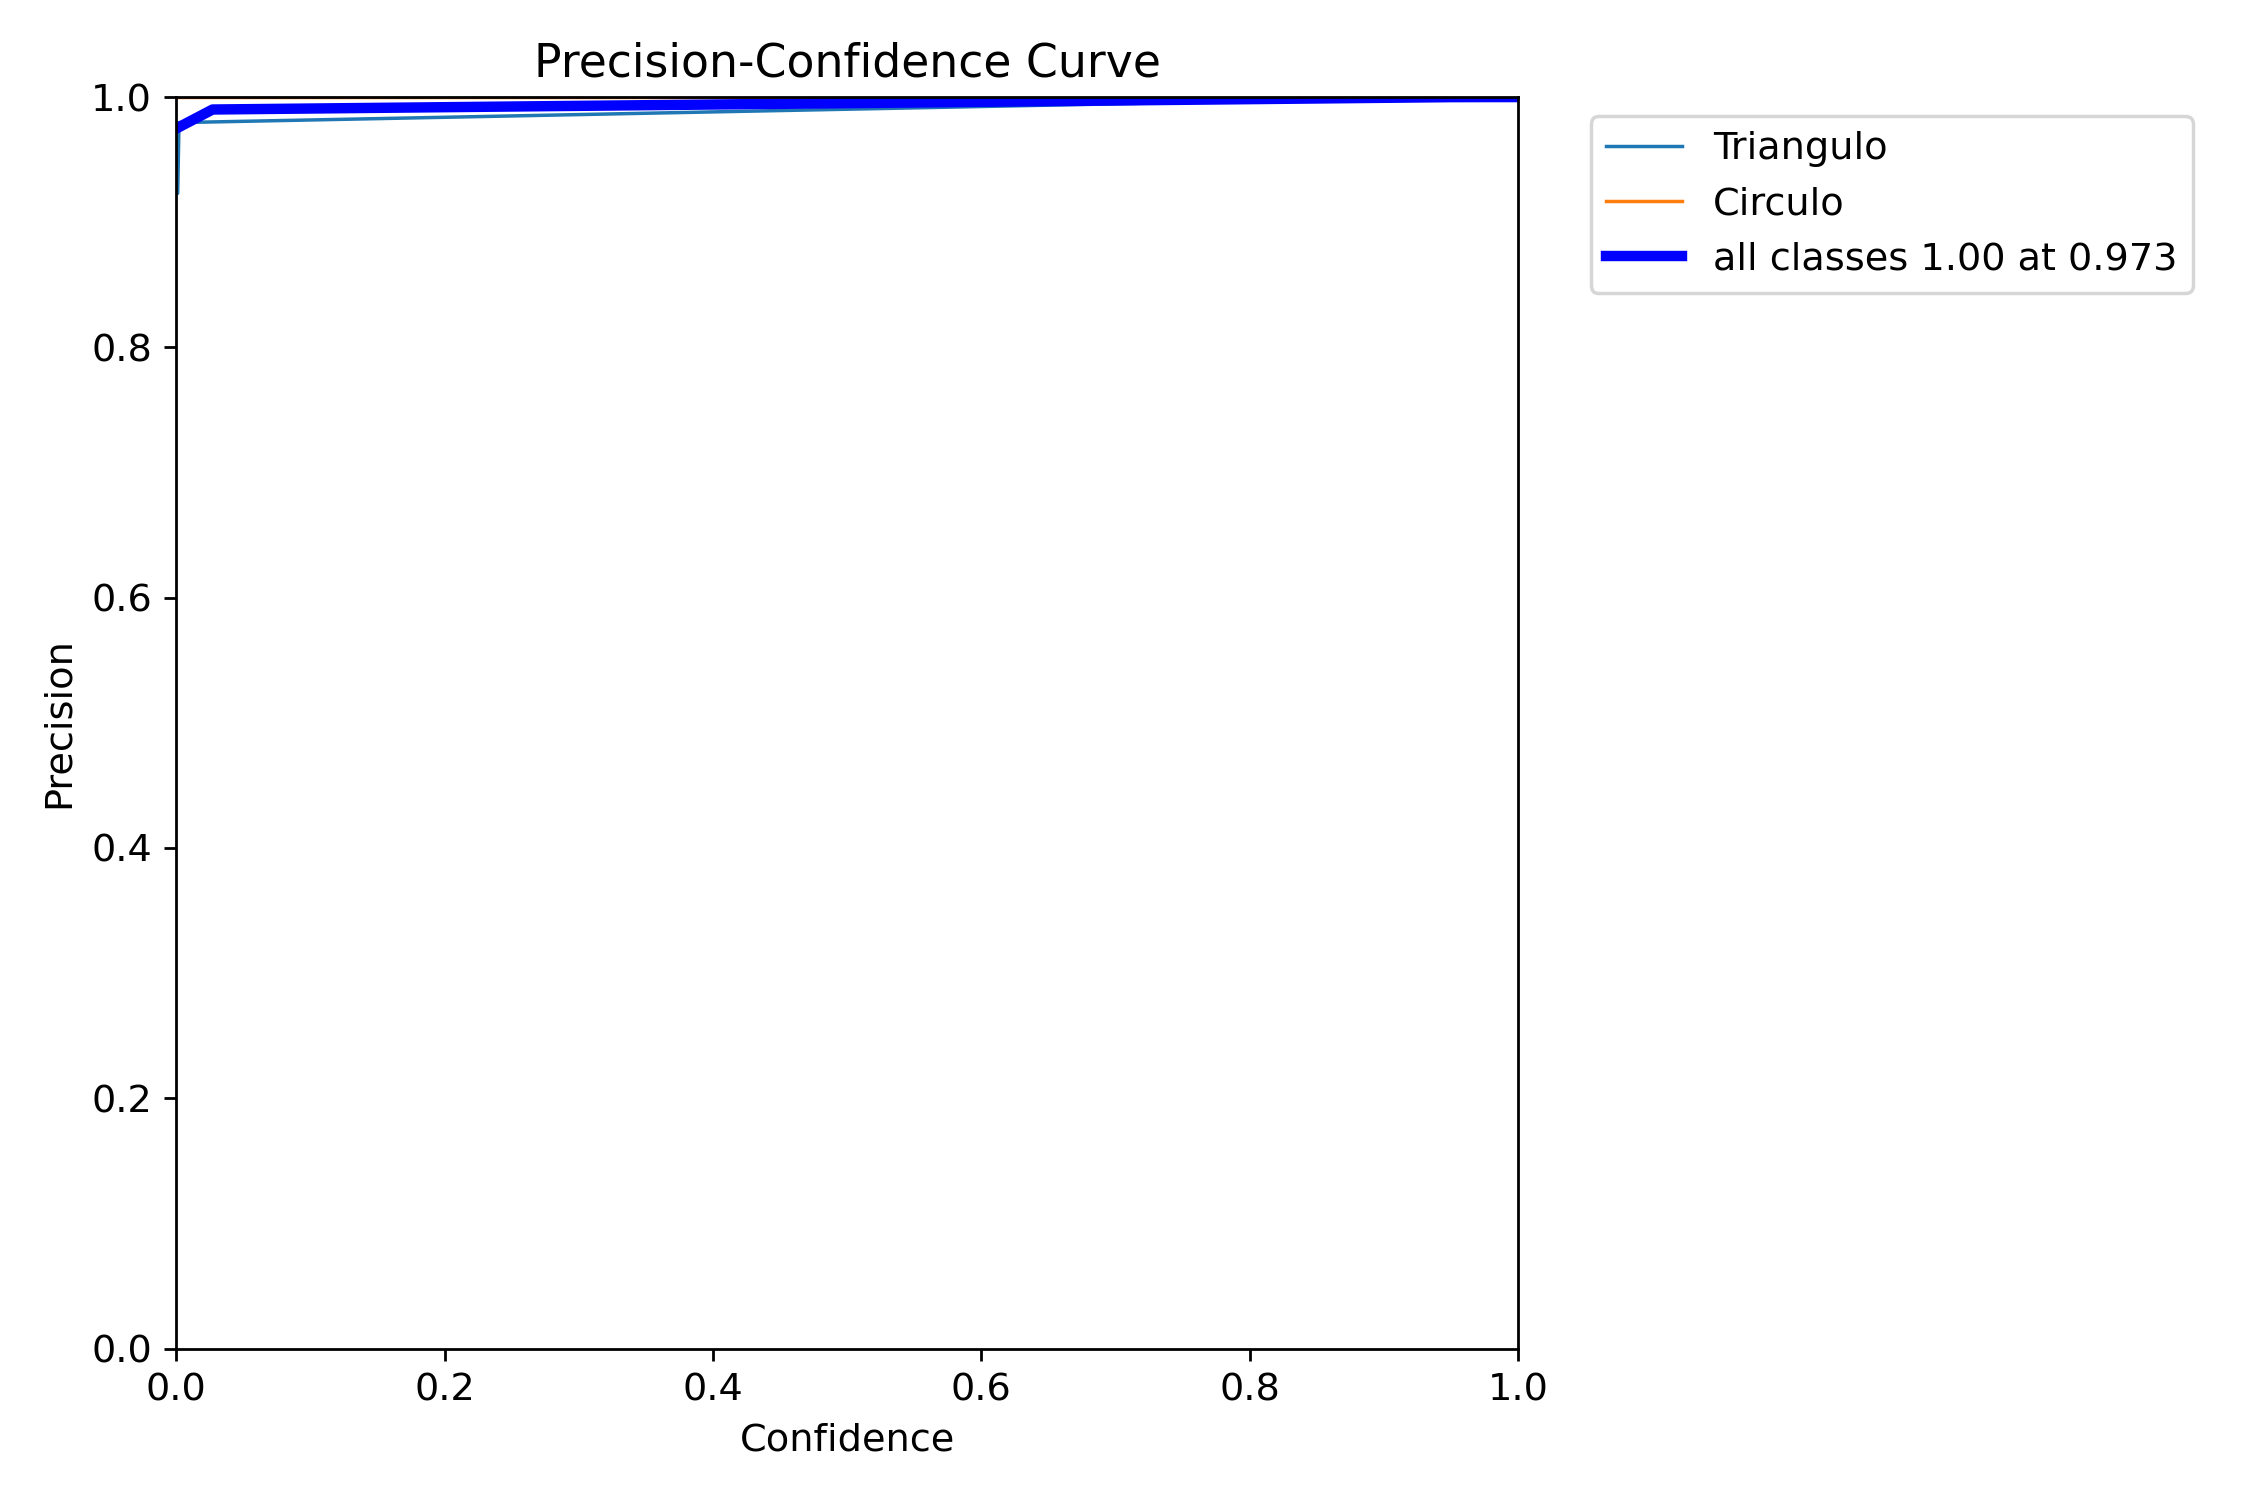 Precision-Confidence Curve
1.0
0.8
0.6
0.4
0.2
0.0
Precision
0.0 0.2 0.4 0.6 0.8 1.0
Confidence
Triangulo
Circulo
all classes 1.00 at 0.973